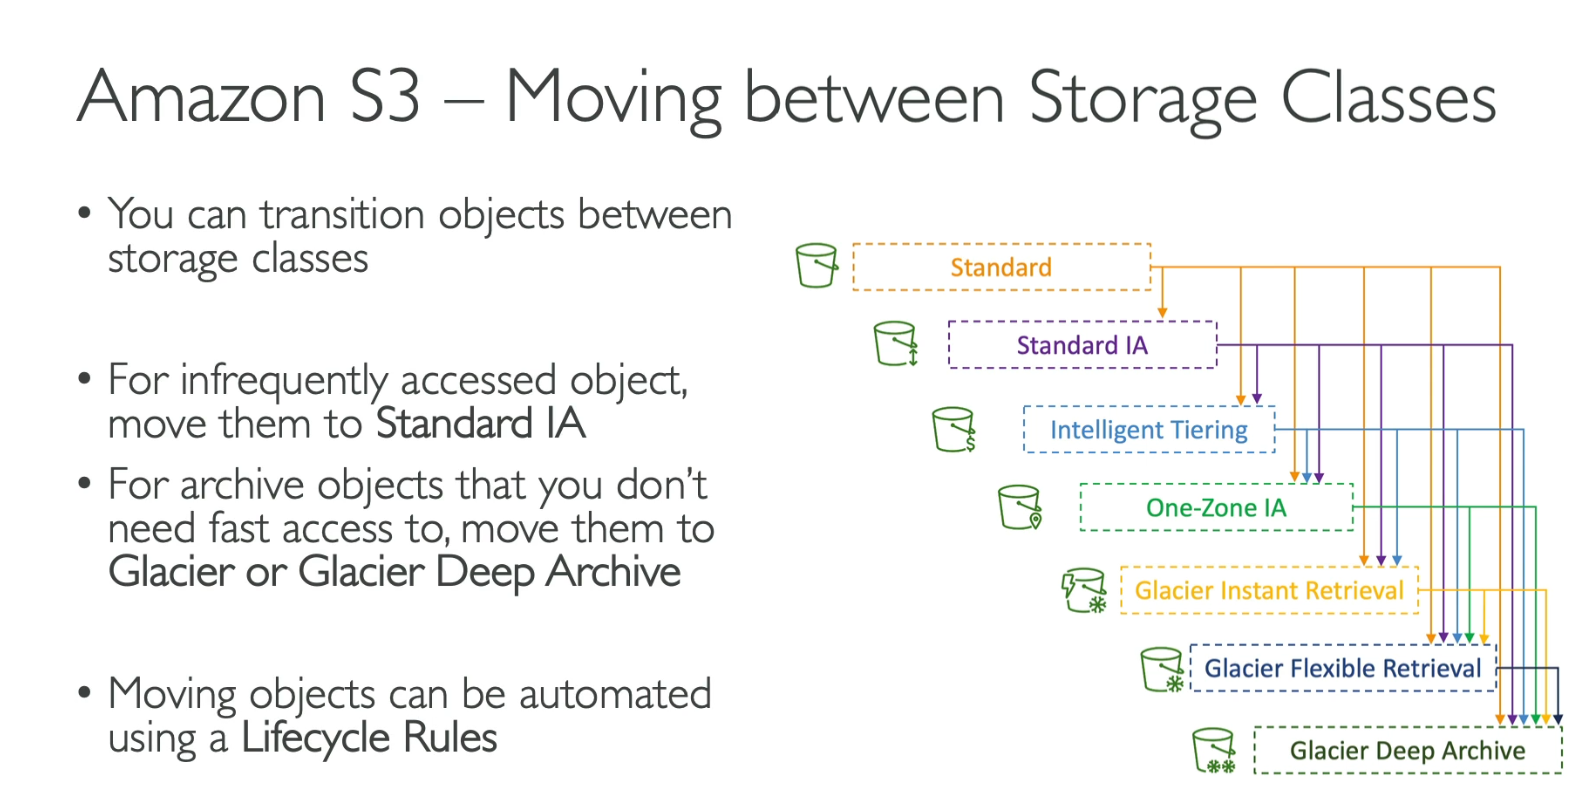 Amazon S3 – Moving between Storage Classes
• You can transition objects between
storage classes
• For infrequently accessed object,
move them to Standard IA
• For archive objects that you don’t
need fast access to, move them to
Glacier or Glacier Deep Archive
• Moving objects can be automated
using a Lifecycle Rules
Standard
Standard IA
Intelligent Tiering
One-Zone IA
Glacier Instant Retrieval
Glacier Flexible Retrieval
Glacier Deep Archive